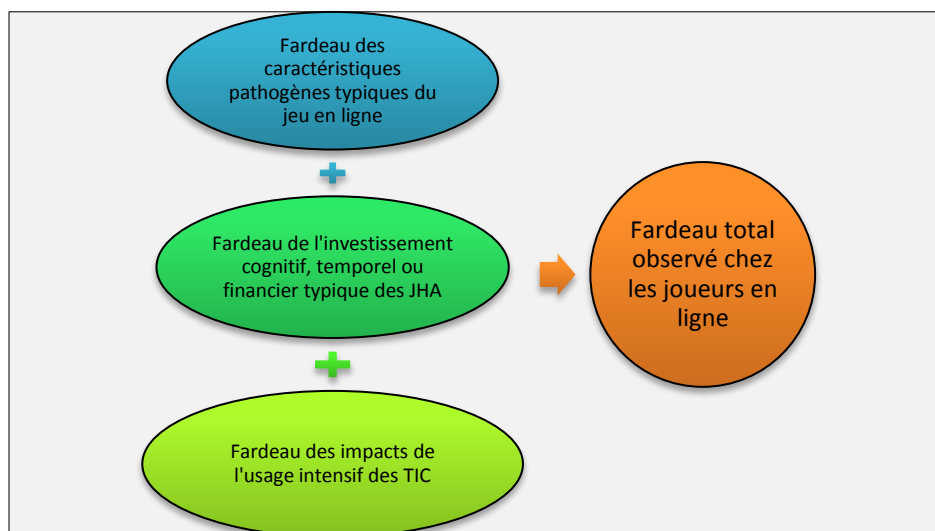 Fardeau des
caractéristiques
pathogènes typiques du
jeu en ligne
Fardeau de l'investissement
cognitif, temporel ou
financier typique des JHA
Fardeau des impacts de
l'usage intensif des TIC
Fardeau total
observé chez
les joueurs en
ligne